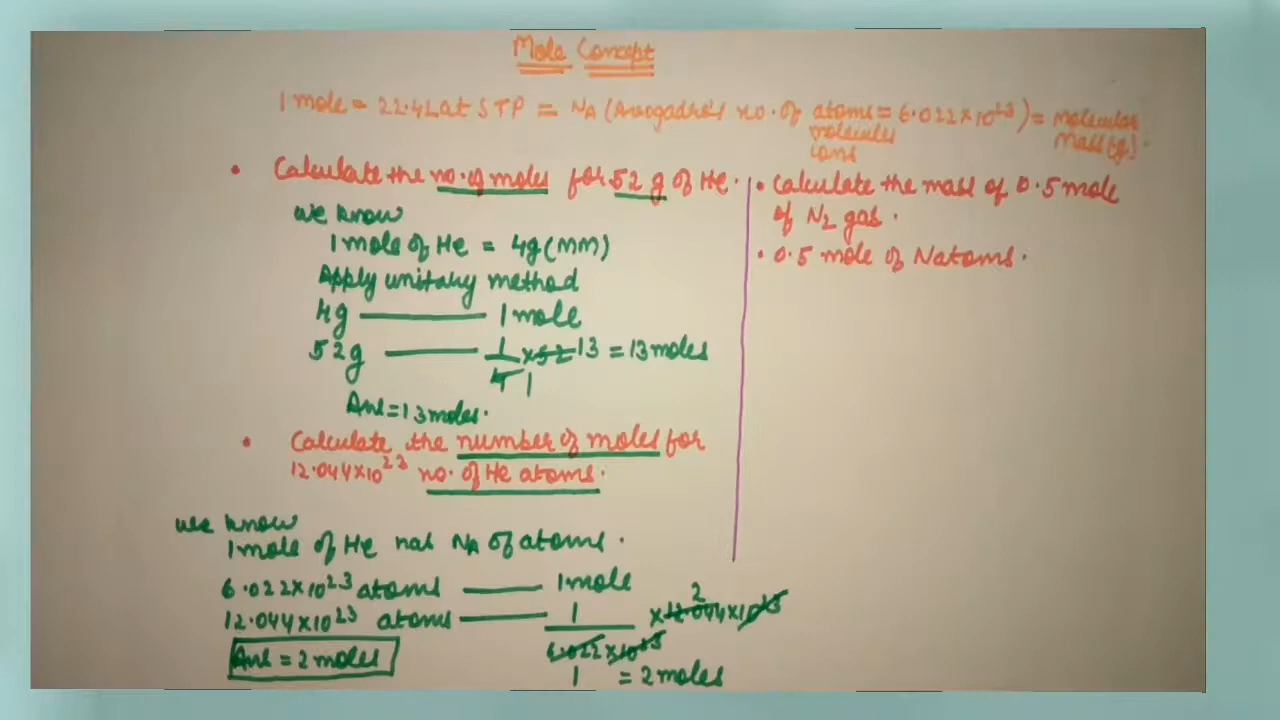 Mole Concept
1 mole = 22.4L at STP = NA (Avogadro's no. of atoms = 6.022×10²³) = molecular
molecules
ions
mass (g).
• Calculate the no. of moles for 52 g of He.
we know
1 mole of He = 4g (MM)
Apply unitary method
4g —— 1 mole
52g —— 1/4 × 52 13 = 13 moles
1
Ans = 13 moles.
• Calculate the number of moles for
12.044×10²³ no. of He atoms.
we know
1 mole of He has NA of atoms.
6.022×10²³ atoms —— 1 mole
12.044×10²³ atoms —— 1 × 12.044×10²³
2
6.022×10²³
Ans = 2 moles
1 = 2 moles
• Calculate the mass of 0.5 mole
of N₂ gas.
• 0.5 mole of N atoms.